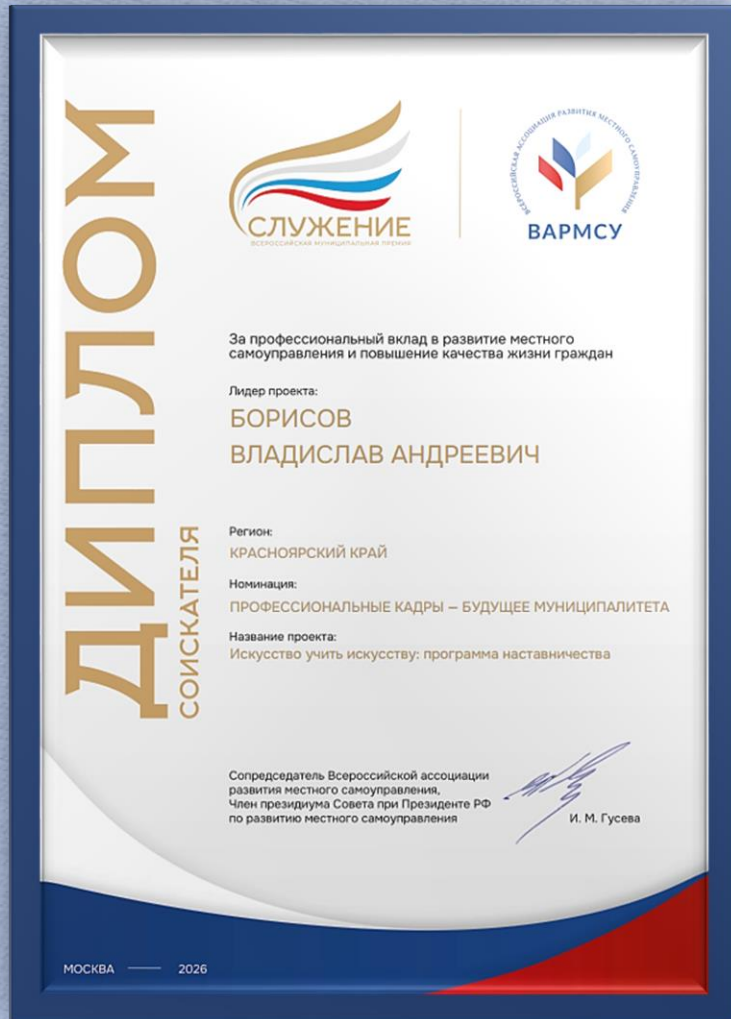 ДИПЛОМ
СОИСКАТЕЛЯ
СЛУЖЕНИЕ
ВСЕРОССИЙСКАЯ МУНИЦИПАЛЬНАЯ ПРЕМИЯ
ВСЕРОССИЙСКАЯ АССОЦИАЦИЯ РАЗВИТИЯ МЕСТНОГО САМОУПРАВЛЕНИЯ
ВАРМСУ
За профессиональный вклад в развитие местного
самоуправления и повышение качества жизни граждан
Лидер проекта:
БОРИСОВ
ВЛАДИСЛАВ АНДРЕЕВИЧ
Регион:
КРАСНОЯРСКИЙ КРАЙ
Номинация:
ПРОФЕССИОНАЛЬНЫЕ КАДРЫ — БУДУЩЕЕ МУНИЦИПАЛИТЕТА
Название проекта:
Искусство учить искусству: программа наставничества
Сопредседатель Всероссийской ассоциации
развития местного самоуправления,
Член президиума Совета при Президенте РФ
по развитию местного самоуправления
И. М. Гусева
МОСКВА — 2026